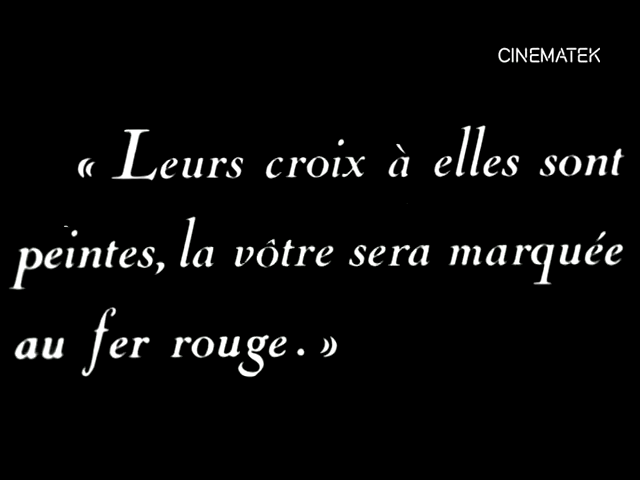 CINEMATEK
« Leurs croix à elles sont
peintes, la vôtre sera marquée
au fer rouge. »